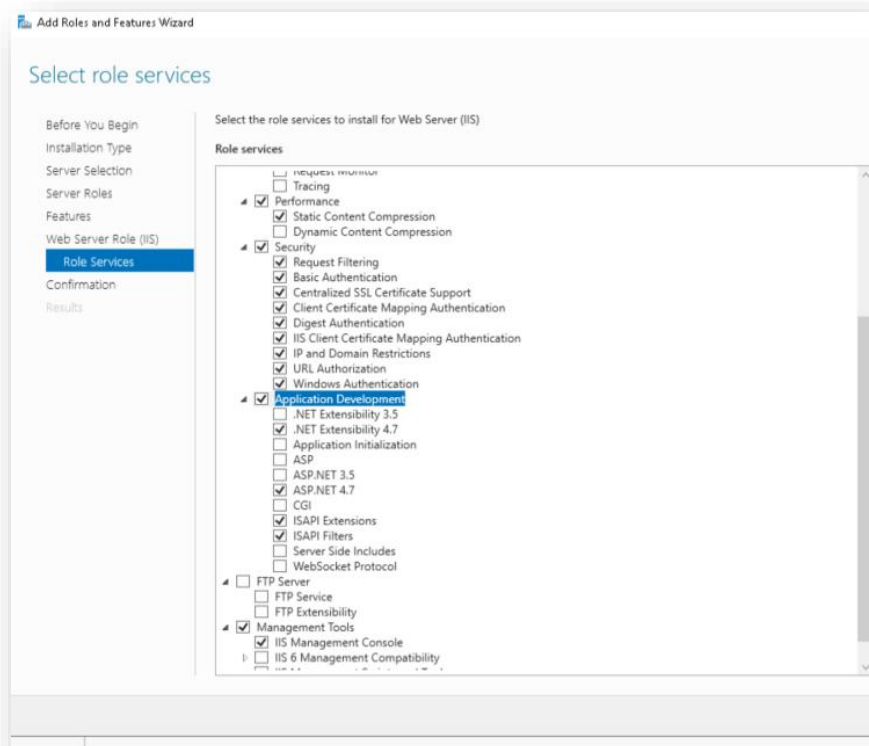 Add Roles and Features Wizard
Select role services
Before You Begin
Installation Type
Server Selection
Server Roles
Features
Web Server Role (IIS)
Role Services
Confirmation
Results
Select the role services to install for Web Server (IIS)
Role services
Request Monitor
Tracing
Performance
Static Content Compression
Dynamic Content Compression
Security
Request Filtering
Basic Authentication
Centralized SSL Certificate Support
Client Certificate Mapping Authentication
Digest Authentication
IIS Client Certificate Mapping Authentication
IP and Domain Restrictions
URL Authorization
Windows Authentication
Application Development
.NET Extensibility 3.5
.NET Extensibility 4.7
Application Initialization
ASP
ASP.NET 3.5
ASP.NET 4.7
CGI
ISAPI Extensions
ISAPI Filters
Server Side Includes
WebSocket Protocol
FTP Server
FTP Service
FTP Extensibility
Management Tools
IIS Management Console
IIS 6 Management Compatibility